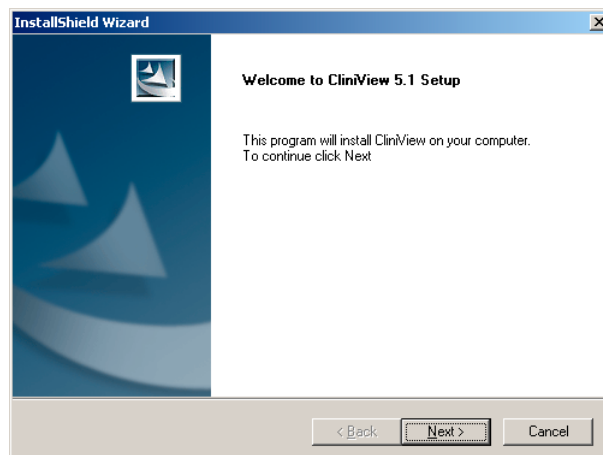 InstallShield Wizard
Welcome to CliniView 5.1 Setup
This program will install CliniView on your computer.
To continue click Next
< Back
Next >
Cancel